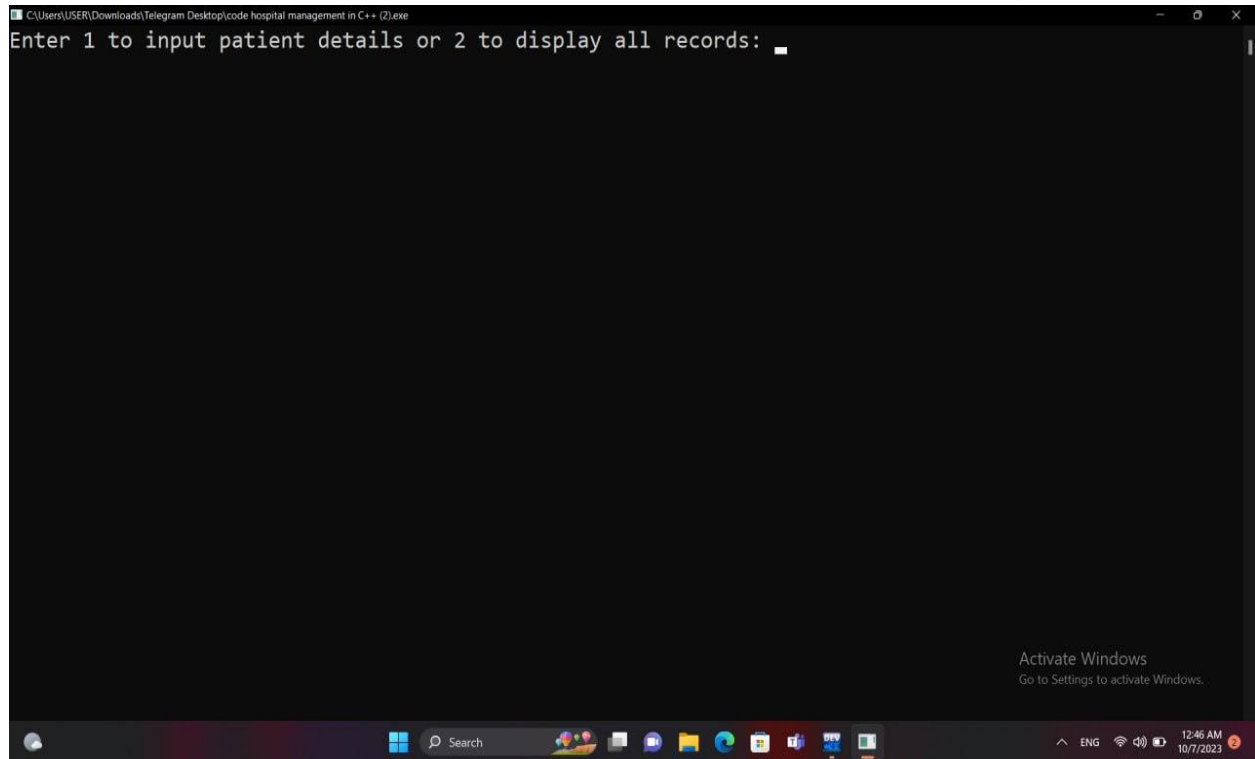 C:\Users\USER\Downloads\Telegram Desktop\code hospital management in C++ (2).exe
Enter 1 to input patient details or 2 to display all records:
Activate Windows
Go to Settings to activate Windows.
Search
DEV
ENG
12:46 AM
10/7/2023
2